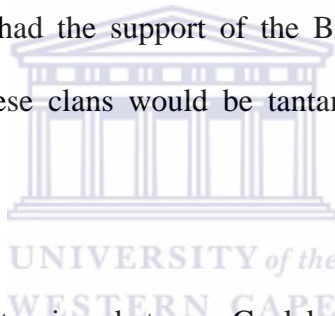 had the support of the B
ese clans would be tantar
UNIVERSITY of the
WESTERN CAPE